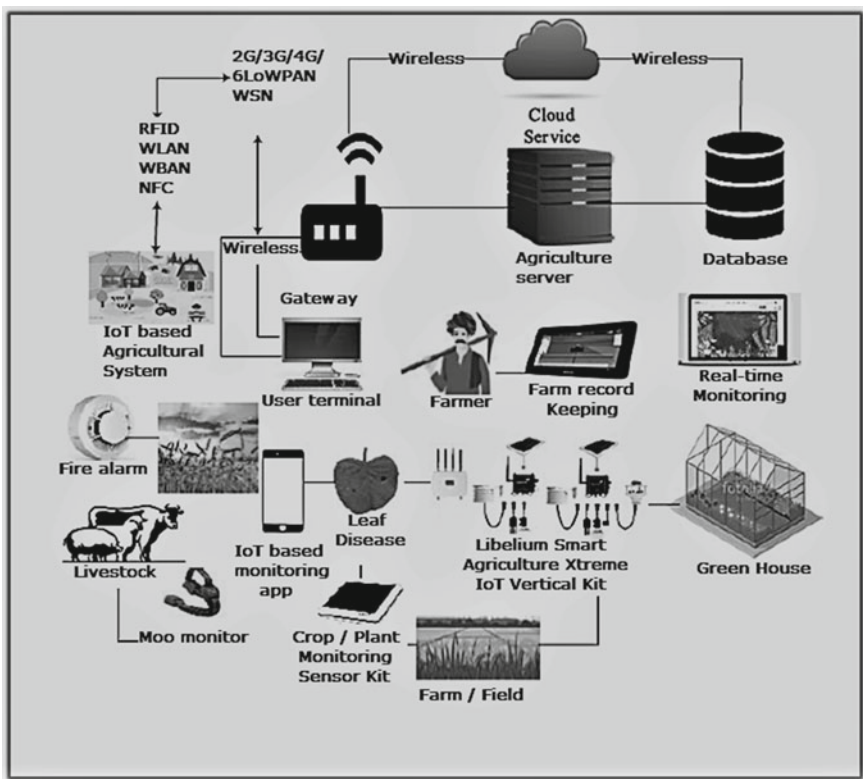 2G/3G/4G/
6LoWPAN
WSN
Wireless
Wireless
RFID
WLAN
WBAN
NFC
Cloud
Service
Wireless
Agriculture
server
Database
Gateway
IoT based
Agricultural
System
User terminal
Farmer
Farm record
Keeping
Real-time
Monitoring
Fire alarm
Leaf
Disease
IoT based
monitoring
app
Libelium Smart
Agriculture Xtreme
IoT Vertical Kit
Green House
Livestock
Moo monitor
Crop / Plant
Monitoring
Sensor Kit
Farm / Field